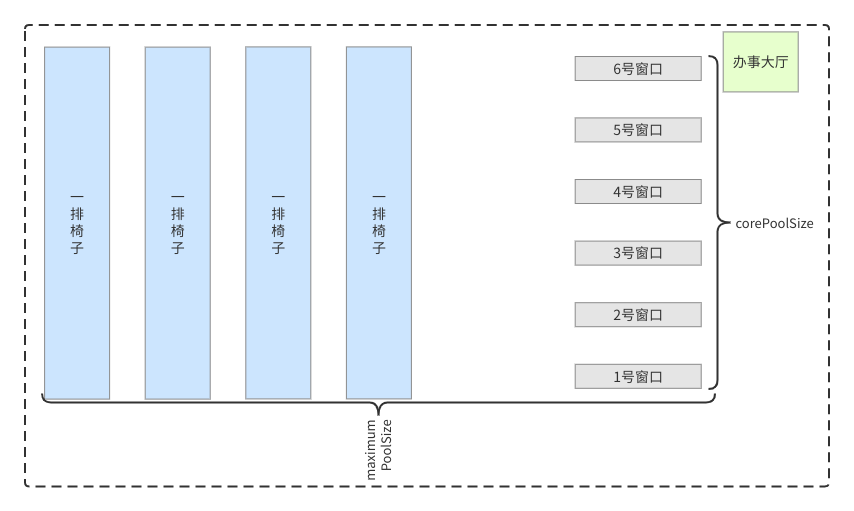 办事大厅
6号窗口
5号窗口
4号窗口
3号窗口
2号窗口
1号窗口
一排椅子
一排椅子
一排椅子
一排椅子
corePoolSize
maximum
PoolSize